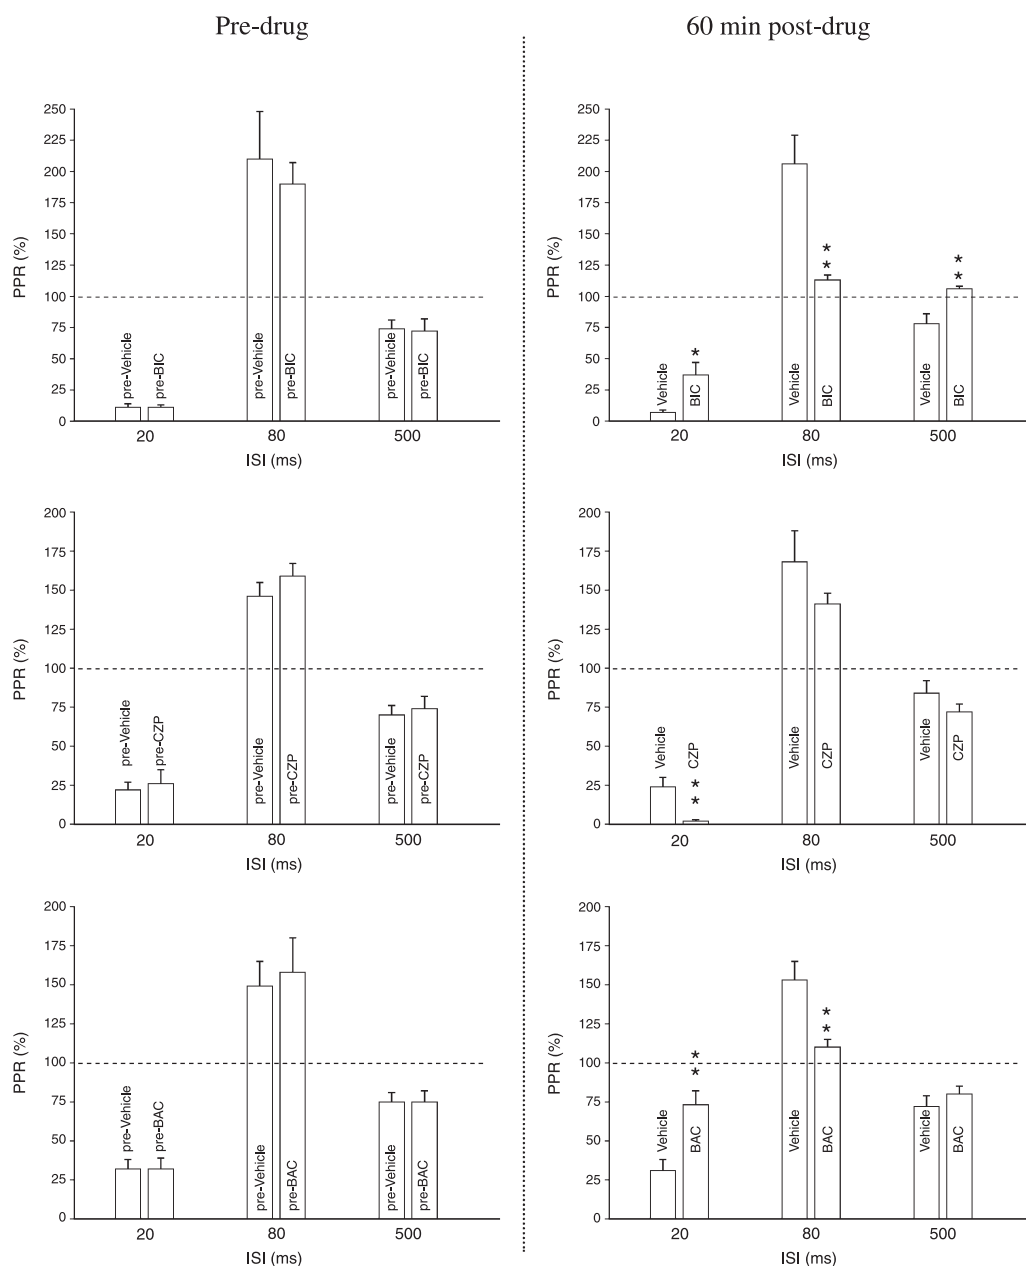 Pre-drug
60 min post-drug
PPR (%)
250
225
200
175
150
125
100
75
50
25
0
pre-Vehicle
pre-BIC
pre-Vehicle
pre-BIC
pre-Vehicle
pre-BIC
20 80 500
ISI (ms)
PPR (%)
250
225
200
175
150
125
100
75
50
25
0
Vehicle
BIC
*
Vehicle
BIC
**
Vehicle
BIC
**
20 80 500
ISI (ms)
PPR (%)
200
175
150
125
100
75
50
25
0
pre-Vehicle
pre-CZP
pre-Vehicle
pre-CZP
pre-Vehicle
pre-CZP
20 80 500
ISI (ms)
PPR (%)
200
175
150
125
100
75
50
25
0
Vehicle
CZP
**
Vehicle
CZP
Vehicle
CZP
20 80 500
ISI (ms)
PPR (%)
200
175
150
125
100
75
50
25
0
pre-Vehicle
pre-BAC
pre-Vehicle
pre-BAC
pre-Vehicle
pre-BAC
20 80 500
ISI (ms)
PPR (%)
200
175
150
125
100
75
50
25
0
Vehicle
BAC
**
Vehicle
BAC
**
Vehicle
BAC
20 80 500
ISI (ms)